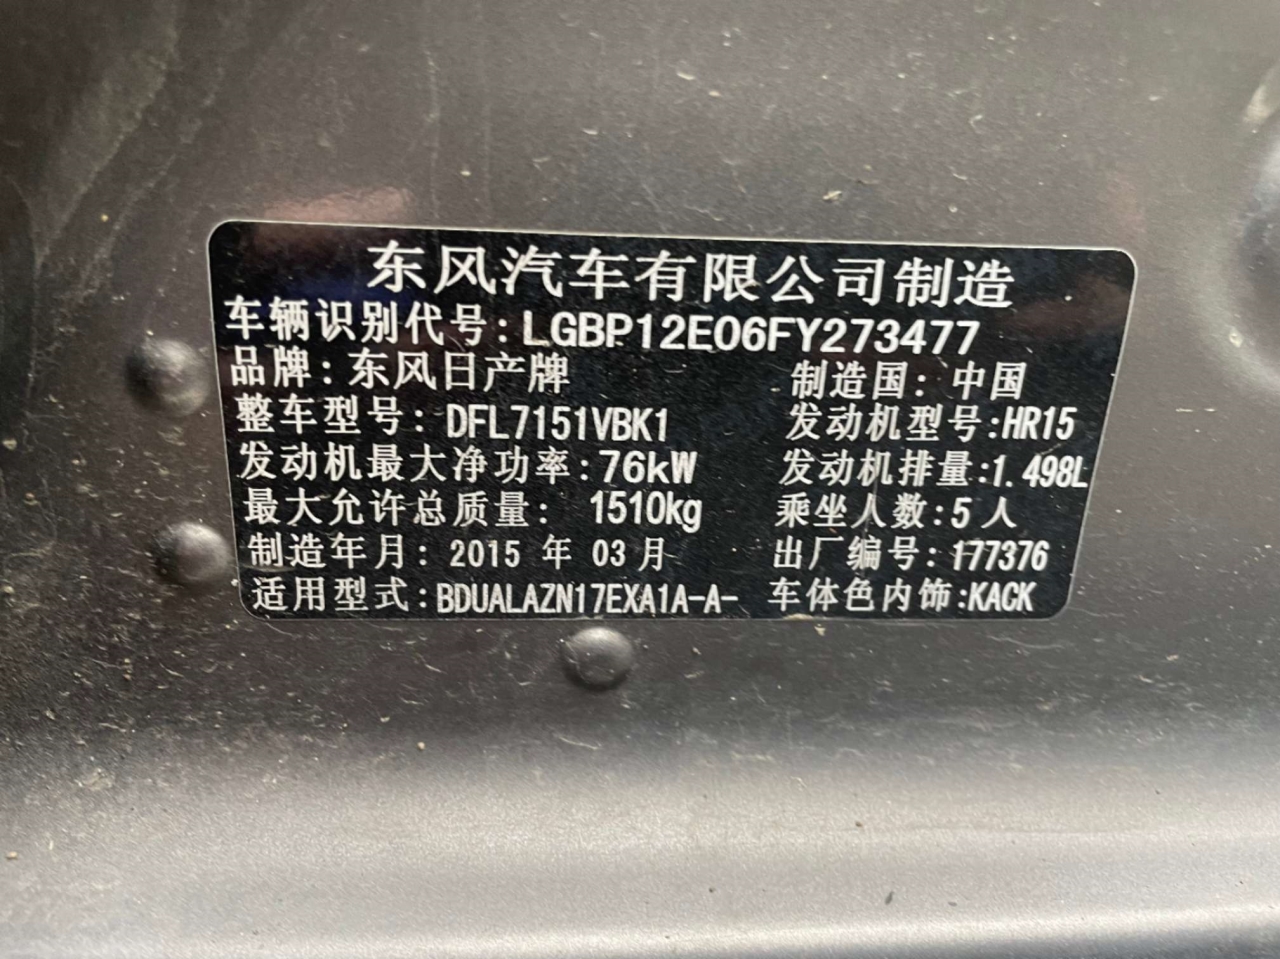 东风汽车有限公司制造
车辆识别代号:LGBP12E06FY273477
品牌:东风日产牌 制造国:中国
整车型号:DFL7151VBK1 发动机型号:HR15
发动机最大净功率:76kW 发动机排量:1.498L
最大允许总质量: 1510kg 乘坐人数:5人
制造年月: 2015 年 03 月 出厂编号: 177376
适用型式:BDUALAZN17EXA1A-A- 车体色内饰:KACK